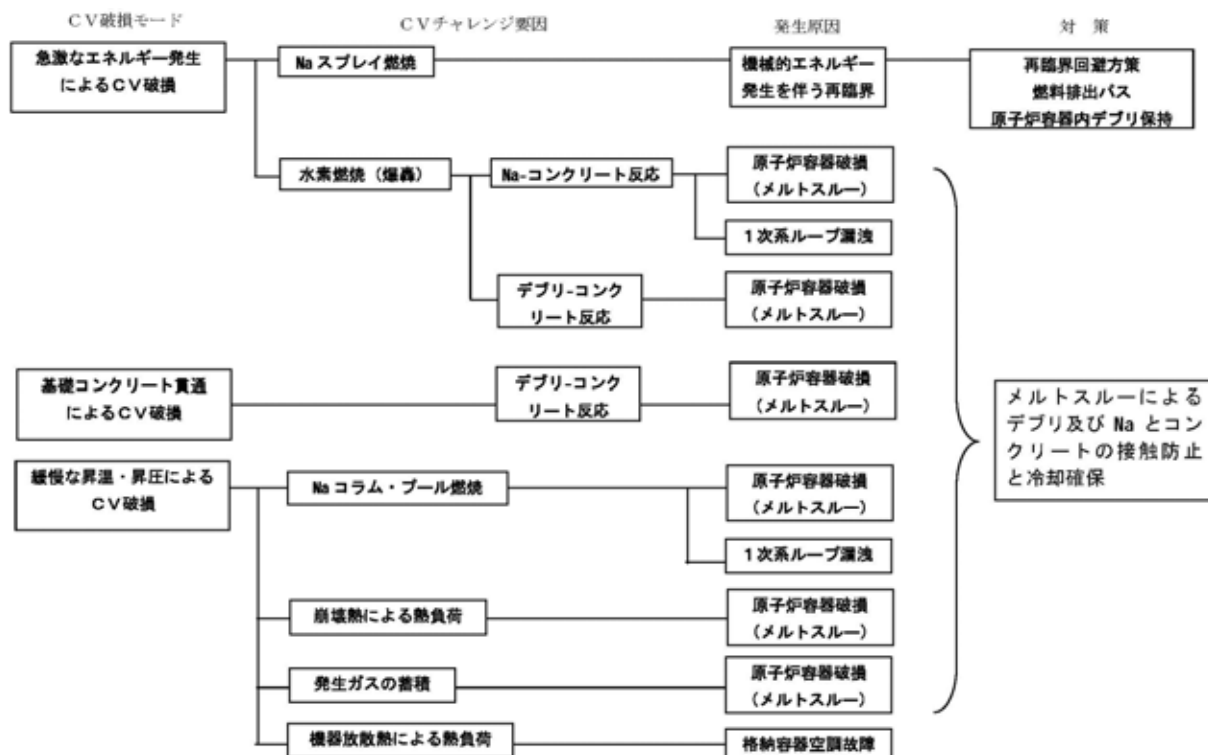 CV破損モード
CVチャレンジ要因
発生原因
対 策
急激なエネルギー発生
によるCV破損
Naスプレイ燃焼
機械的エネルギー
発生を伴う再臨界
再臨界回避方策
燃料排出パス
原子炉容器内デブリ保持
水素燃焼(爆轟)
Na-コンクリート反応
原子炉容器破損
(メルトスルー)
1次系ループ漏洩
デブリ-コンク
リート反応
原子炉容器破損
(メルトスルー)
基礎コンクリート貫通
によるCV破損
デブリ-コンク
リート反応
原子炉容器破損
(メルトスルー)
メルトスルーによる
デブリ及び Na とコン
クリートの接触防止
と冷却確保
緩慢な昇温・昇圧による
CV破損
Naコラム・プール燃焼
原子炉容器破損
(メルトスルー)
1次系ループ漏洩
崩壊熱による熱負荷
原子炉容器破損
(メルトスルー)
発生ガスの蓄積
原子炉容器破損
(メルトスルー)
機器放散熱による熱負荷
格納容器空調故障